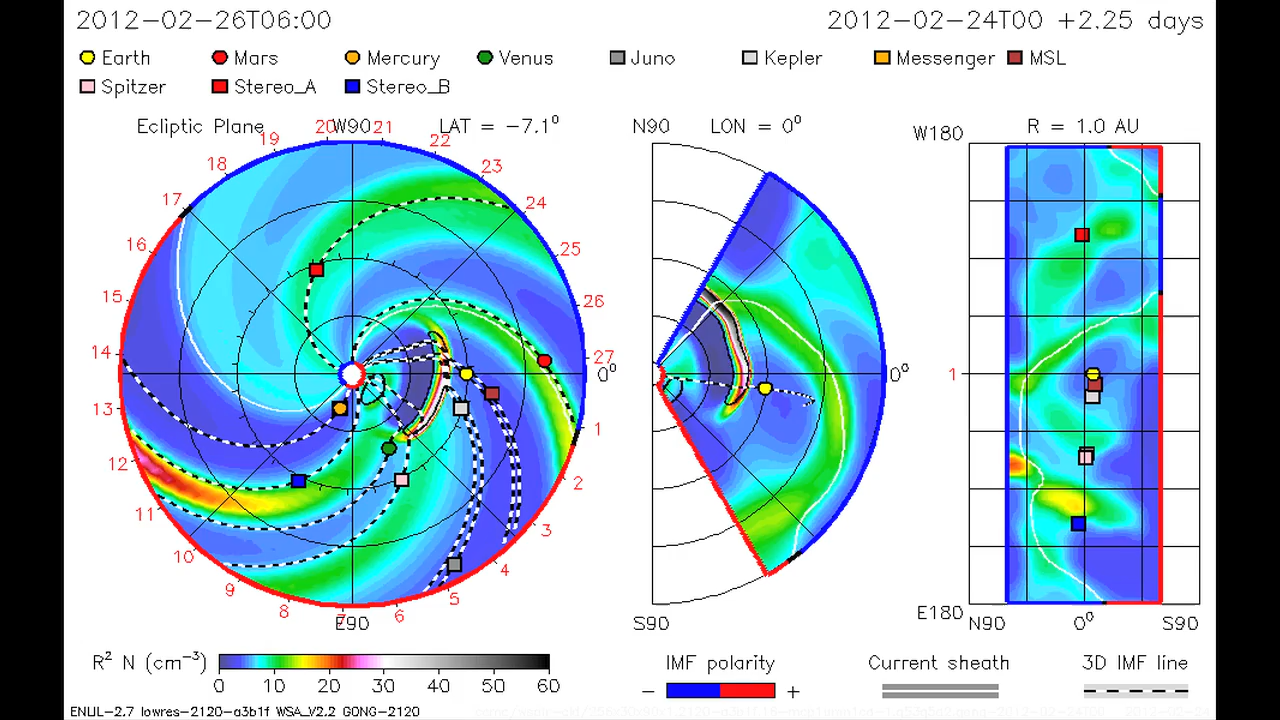 2012-02-26T06:00
2012-02-24T00 +2.25 days
Earth Mars Mercury Venus Juno Kepler Messenger MSL
Spitzer Stereo_A Stereo_B
Ecliptic Plane W90 LAT = -7.1°
N90 LON = 0°
W180 R = 1.0 AU
20 21
19 22
18 23
17 24
16 25
15 26
14 27
0° 0° 1
13 1
12 2
11 3
10 4
9 5
8 7 6
E90 S90 E180
N90 0° S90
R² N (cm⁻³)
0 10 20 30 40 50 60
IMF polarity
- +
Current sheath
3D IMF line
ENLIL-2.7 lowres-2120-a3b1f WSA_V2.2 GONG-2120